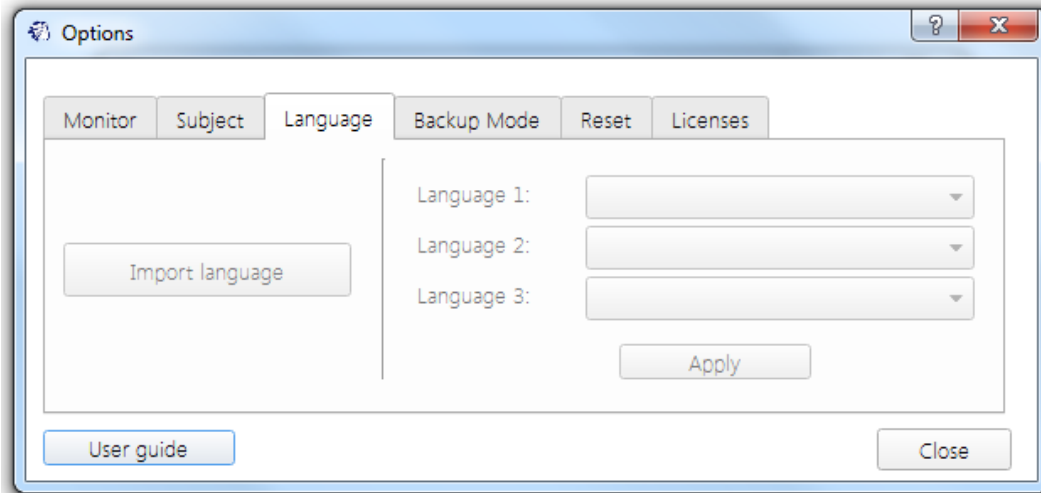 Options
Monitor Subject Language Backup Mode Reset Licenses
Language 1:
Language 2:
Import language
Language 3:
Apply
User guide Close